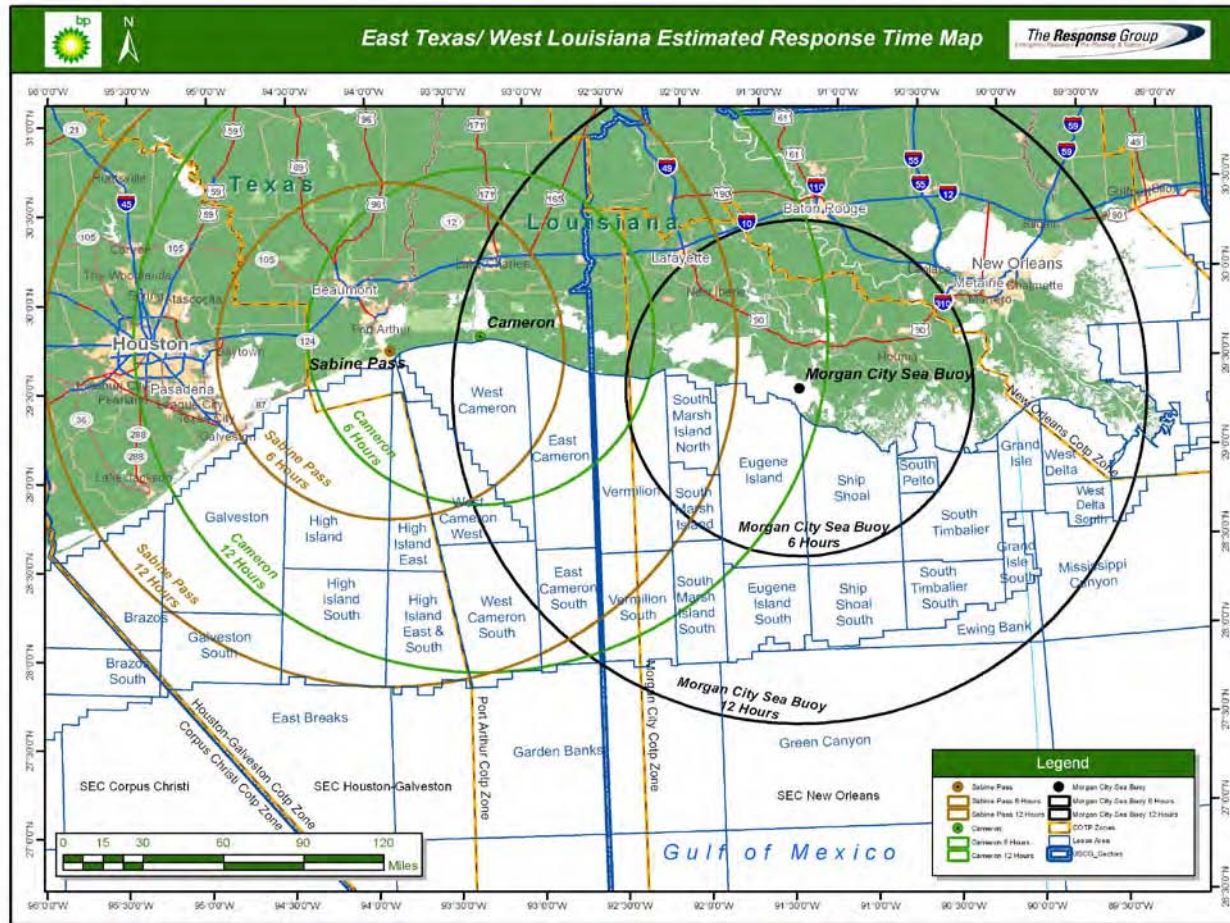 bp
N
East Texas/ West Louisiana Estimated Response Time Map
The Response Group
96°0'0"W 95°30'0"W 95°0'0"W 94°30'0"W 94°0'0"W 93°30'0"W 93°0'0"W 92°30'0"W 92°0'0"W 91°30'0"W 91°0'0"W 90°30'0"W 90°0'0"W 89°30'0"W 89°0'0"W
Texas
Louisiana
Huntsville
Conroe
The Woodlands
Spring
Atascocita
Houston
Baytown
Pasadena
League City
Texas City
Galveston
Lake Jackson
Beaumont
Port Arthur
Lafayette
New Iberia
Baton Rouge
Laplace
New Orleans
Metairie
Chalmette
Marrero
Houma
Slidell
Sabine Pass
Cameron
Morgan City Sea Buoy
Sabine Pass
6 Hours
Cameron
6 Hours
Sabine Pass
12 Hours
Cameron
12 Hours
Morgan City Sea Buoy
6 Hours
Morgan City Sea Buoy
12 Hours
West
Cameron
East
Cameron
West
Cameron
West
Vermilion
South
Marsh
Island
North
South
Marsh
Island
Eugene
Island
Ship
Shoal
South
Pelto
South
Timbalier
Grand
Isle
West
Delta
West
Delta
South
Grand
Isle
South
Mississippi
Canyon
Galveston
High
Island
High
Island
East
High
Island
South
High
Island
East &
South
West
Cameron
South
East
Cameron
South
Vermilion
South
South
Marsh
Island
South
Eugene
Island
South
Ship
Shoal
South
South
Timbalier
South
Ewing Bank
Brazos
Galveston
South
Brazos
South
East Breaks
Garden Banks
Green Canyon
Houston-Galveston Cotp Zone
Corpus Christi Cotp Zone
Port Arthur Cotp Zone
Morgan City Cotp Zone
New Orleans Cotp Zone
SEC Corpus Christi
SEC Houston-Galveston
SEC New Orleans
Gulf of Mexico
0 15 30 60 90 120
Miles
Legend
Sabine Pass
Sabine Pass 6 Hours
Sabine Pass 12 Hours
Cameron
Cameron 6 Hours
Cameron 12 Hours
Morgan City Sea Buoy
Morgan City Sea Buoy 6 Hours
Morgan City Sea Buoy 12 Hours
COTP Zones
Lease Area
USCG_Sectors